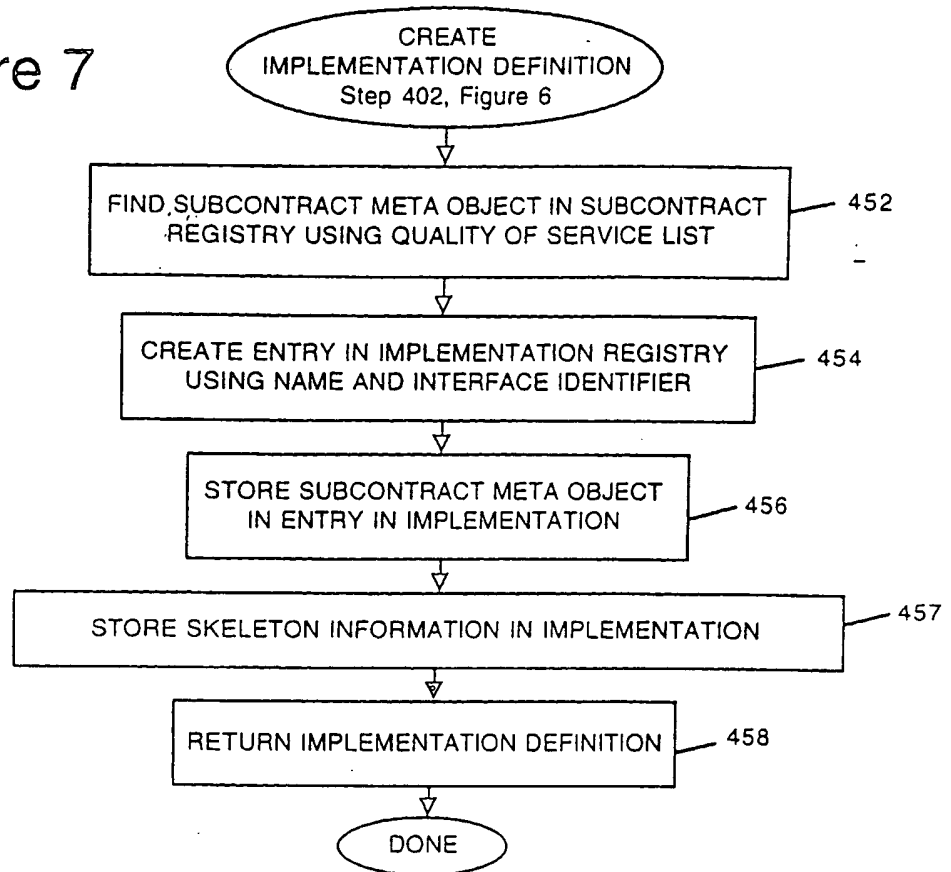 re 7
CREATE
IMPLEMENTATION DEFINITION
Step 402, Figure 6
FIND SUBCONTRACT META OBJECT IN SUBCONTRACT
REGISTRY USING QUALITY OF SERVICE LIST
452
CREATE ENTRY IN IMPLEMENTATION REGISTRY
USING NAME AND INTERFACE IDENTIFIER
454
STORE SUBCONTRACT META OBJECT
IN ENTRY IN IMPLEMENTATION
456
STORE SKELETON INFORMATION IN IMPLEMENTATION
457
RETURN IMPLEMENTATION DEFINITION
458
DONE